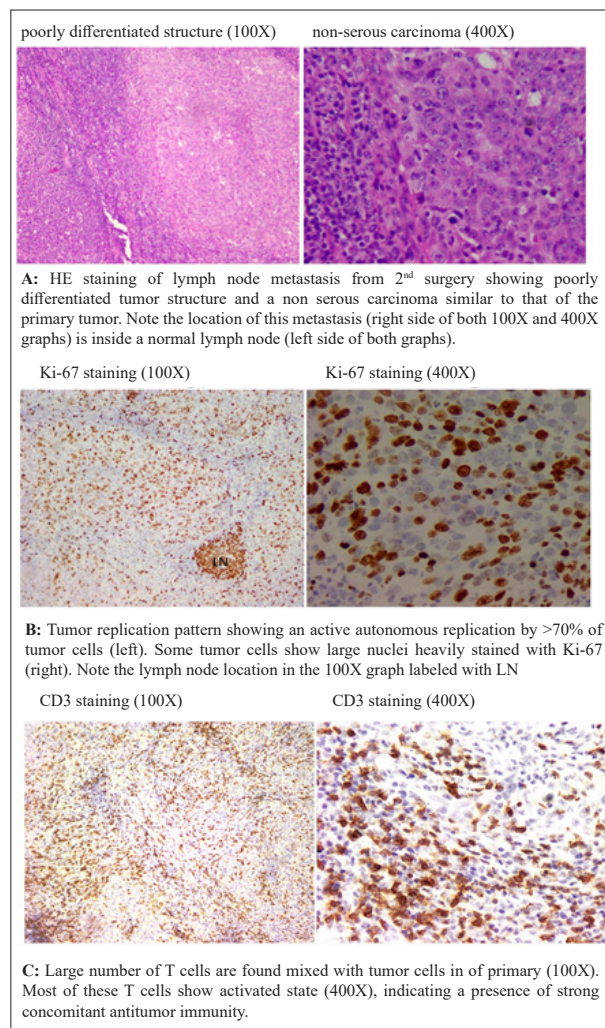 poorly differentiated structure (100X) non-serous carcinoma (400X)
A: HE staining of lymph node metastasis from 2nd surgery showing poorly
differentiated tumor structure and a non serous carcinoma similar to that of the
primary tumor. Note the location of this metastasis (right side of both 100X and 400X
graphs) is inside a normal lymph node (left side of both graphs).
Ki-67 staining (100X) Ki-67 staining (400X)
LN
B: Tumor replication pattern showing an active autonomous replication by >70% of
tumor cells (left). Some tumor cells show large nuclei heavily stained with Ki-67
(right). Note the lymph node location in the 100X graph labeled with LN
CD3 staining (100X) CD3 staining (400X)
C: Large number of T cells are found mixed with tumor cells in of primary (100X).
Most of these T cells show activated state (400X), indicating a presence of strong
concomitant antitumor immunity.